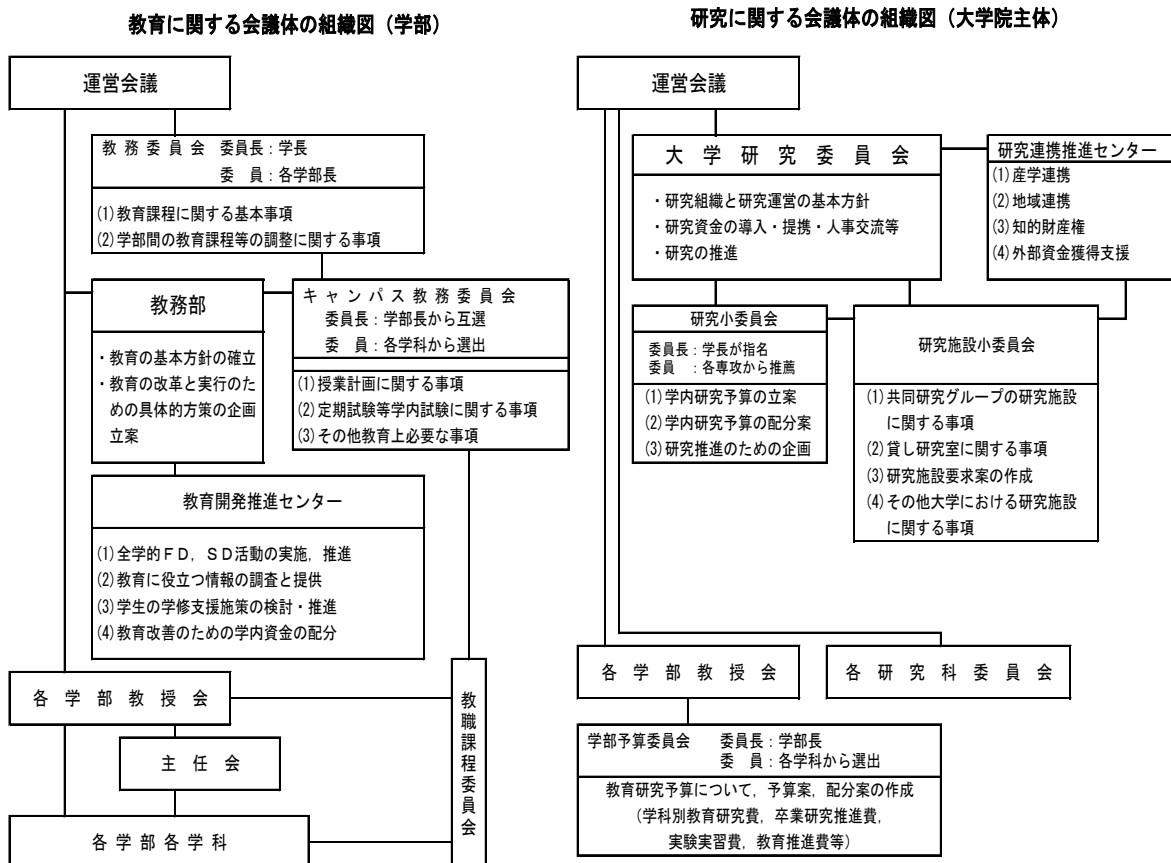 教育に関する会議体の組織図（学部）
運営会議
教務委員会 委員長：学長
委 員：各学部長
(1)教育課程に関する基本事項
(2)学部間の教育課程等の調整に関する事項
教務部
・教育の基本方針の確立
・教育の改革と実行のた
めの具体的方策の企画
立案
キャンパス教務委員会
委員長：学部長から互選
委 員：各学科から選出
(1)授業計画に関する事項
(2)定期試験等学内試験に関する事項
(3)その他教育上必要な事項
教育開発推進センター
(1)全学的ＦＤ，ＳＤ活動の実施，推進
(2)教育に役立つ情報の調査と提供
(3)学生の学修支援施策の検討・推進
(4)教育改善のための学内資金の配分
各学部教授会
主任会
各学部各学科
教職課程委員会
研究に関する会議体の組織図（大学院主体）
運営会議
大学研究委員会
・研究組織と研究運営の基本方針
・研究資金の導入・提携・人事交流等
・研究の推進
研究連携推進センター
(1)産学連携
(2)地域連携
(3)知的財産権
(4)外部資金獲得支援
研究小委員会
委員長：学長が指名
委員 ：各専攻から推薦
(1)学内研究予算の立案
(2)学内研究予算の配分案
(3)研究推進のための企画
研究施設小委員会
(1)共同研究グループの研究施設
に関する事項
(2)貸し研究室に関する事項
(3)研究施設要求案の作成
(4)その他大学における研究施設
に関する事項
各学部教授会
各研究科委員会
学部予算委員会 委員長：学部長
委 員：各学科から選出
教育研究予算について，予算案，配分案の作成
（学科別教育研究費，卒業研究推進費，
実験実習費，教育推進費等）